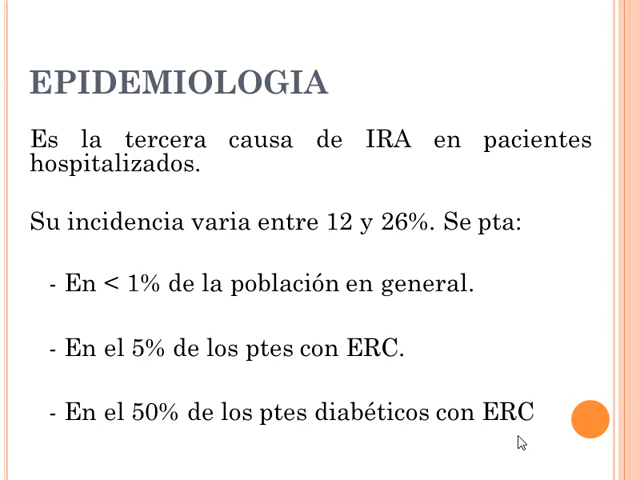 EPIDEMIOLOGIA
Es la tercera causa de IRA en pacientes
hospitalizados.
Su incidencia varia entre 12 y 26%. Se pta:
- En < 1% de la población en general.
- En el 5% de los ptes con ERC.
- En el 50% de los ptes diabéticos con ERC